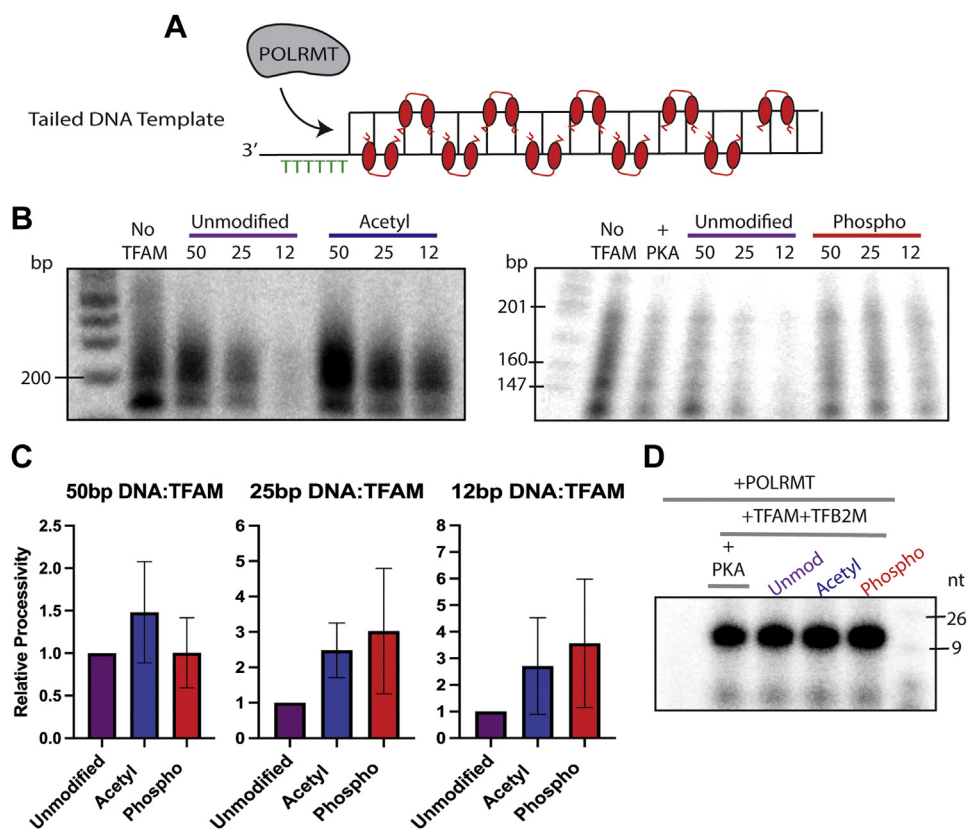 A
POLRMT
Tailed DNA Template
3′
TTTTTT
B
No TFAM
Unmodified
Acetyl
50 25 12 50 25 12
bp
200
No TFAM
+ PKA
Unmodified
Phospho
50 25 12 50 25 12
bp
201
160
147
C
50bp DNA:TFAM
25bp DNA:TFAM
12bp DNA:TFAM
Relative Processivity
2.5
2.0
1.5
1.0
0.5
0.0
Unmodified
Acetyl
Phospho
6
5
4
3
2
1
0
Unmodified
Acetyl
Phospho
8
7
6
5
4
3
2
1
0
Unmodified
Acetyl
Phospho
D
+POLRMT
+TFAM+TFB2M
+ PKA
Unmod
Acetyl
Phospho
nt
26
9